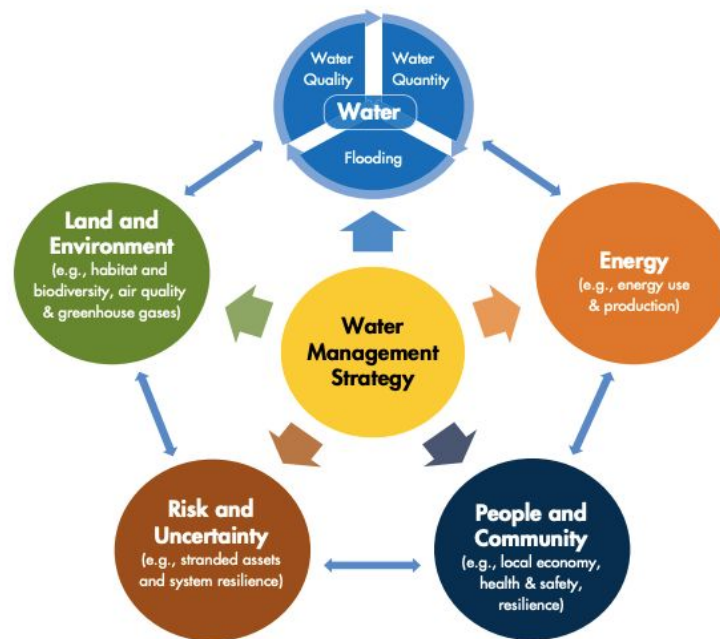 Water
Quality
Water
Quantity
Water
Flooding
Land and
Environment
(e.g., habitat and
biodiversity, air quality
& greenhouse gases)
Energy
(e.g., energy use
& production)
Water
Management
Strategy
Risk and
Uncertainty
(e.g., stranded assets
and system resilience)
People and
Community
(e.g., local economy,
health & safety,
resilience)